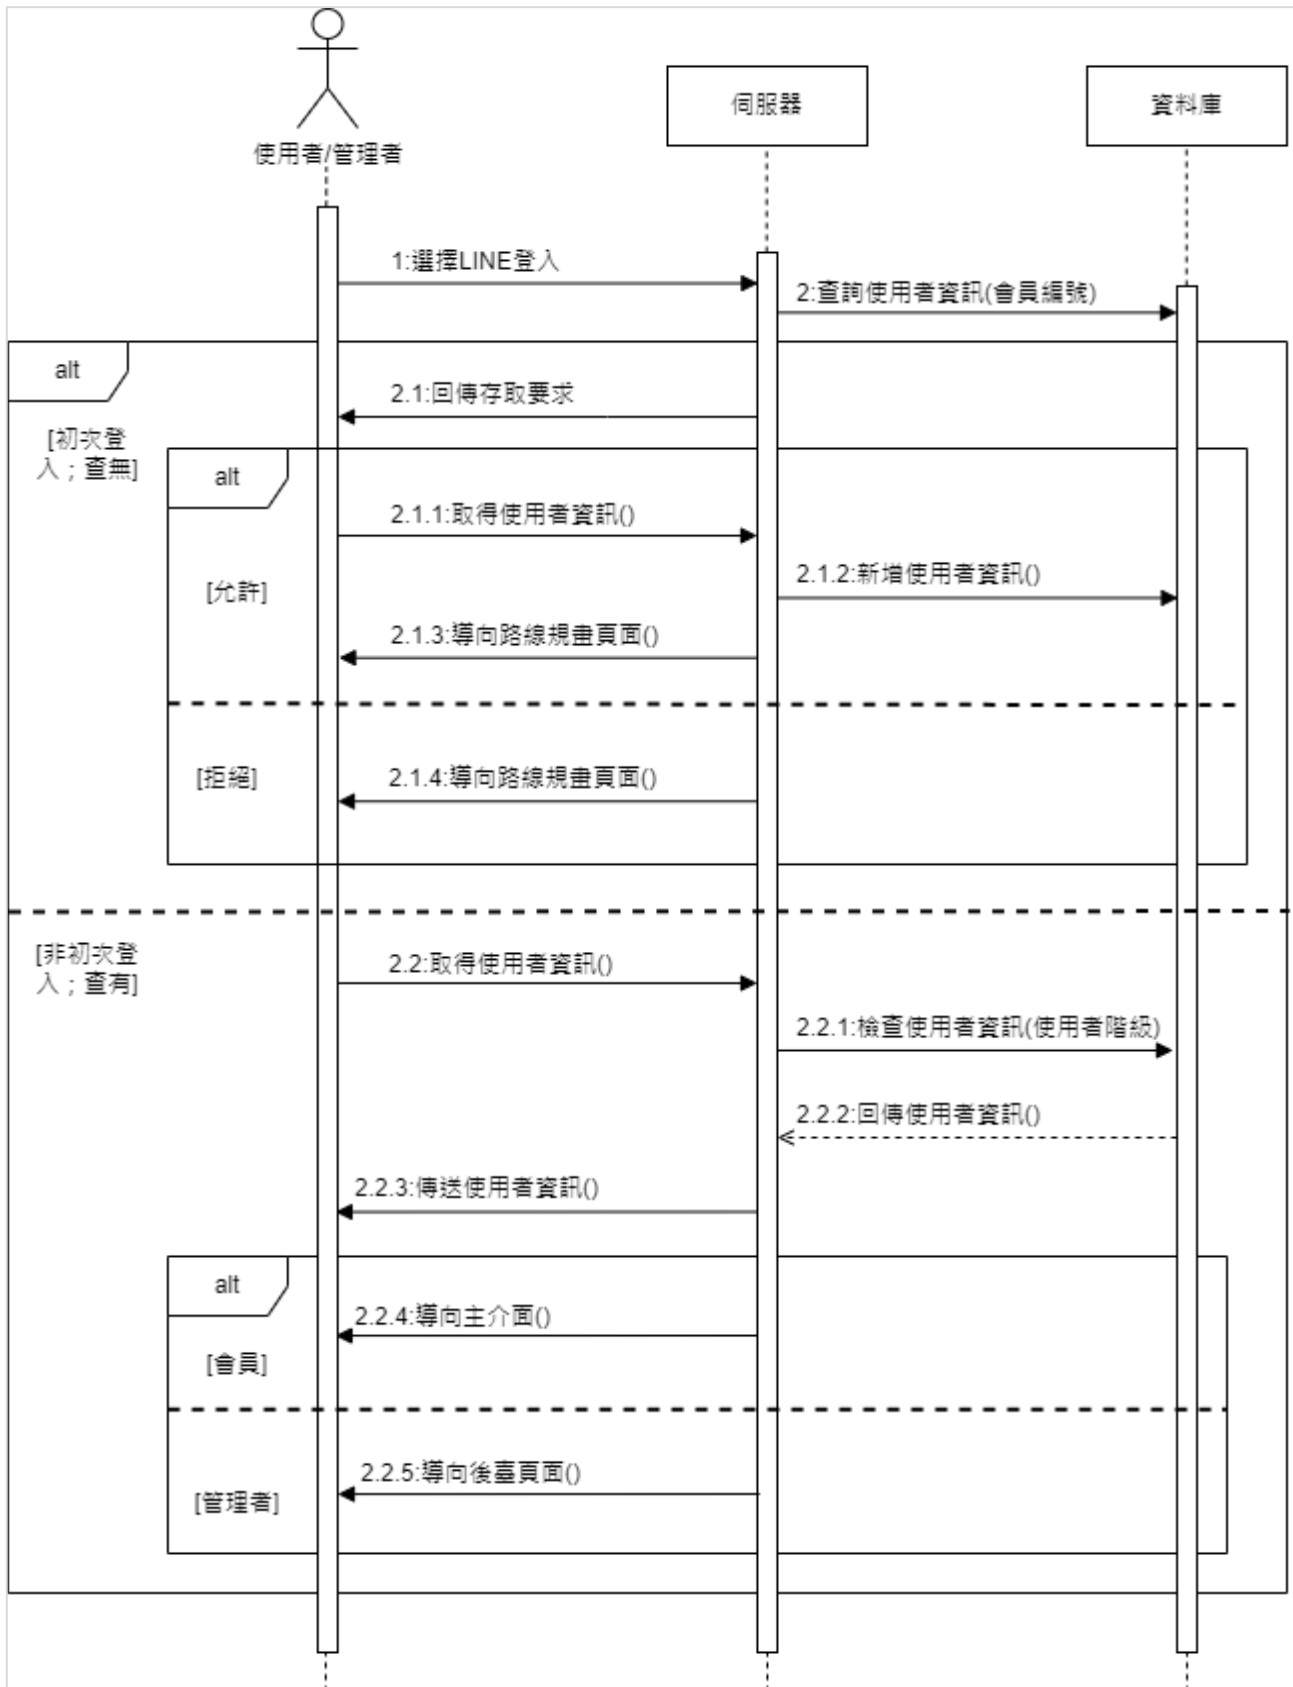 使用者/管理者
伺服器
資料庫
1:選擇LINE登入
2:查詢使用者資訊(會員編號)
alt
2.1:回傳存取要求
[初次登
入；查無]
alt
2.1.1:取得使用者資訊()
2.1.2:新增使用者資訊()
[允許]
2.1.3:導向路線規畫頁面()
[拒絕]
2.1.4:導向路線規畫頁面()
[非初次登
入；查有]
2.2:取得使用者資訊()
2.2.1:檢查使用者資訊(使用者階級)
2.2.2:回傳使用者資訊()
2.2.3:傳送使用者資訊()
alt
2.2.4:導向主介面()
[會員]
2.2.5:導向後臺頁面()
[管理者]